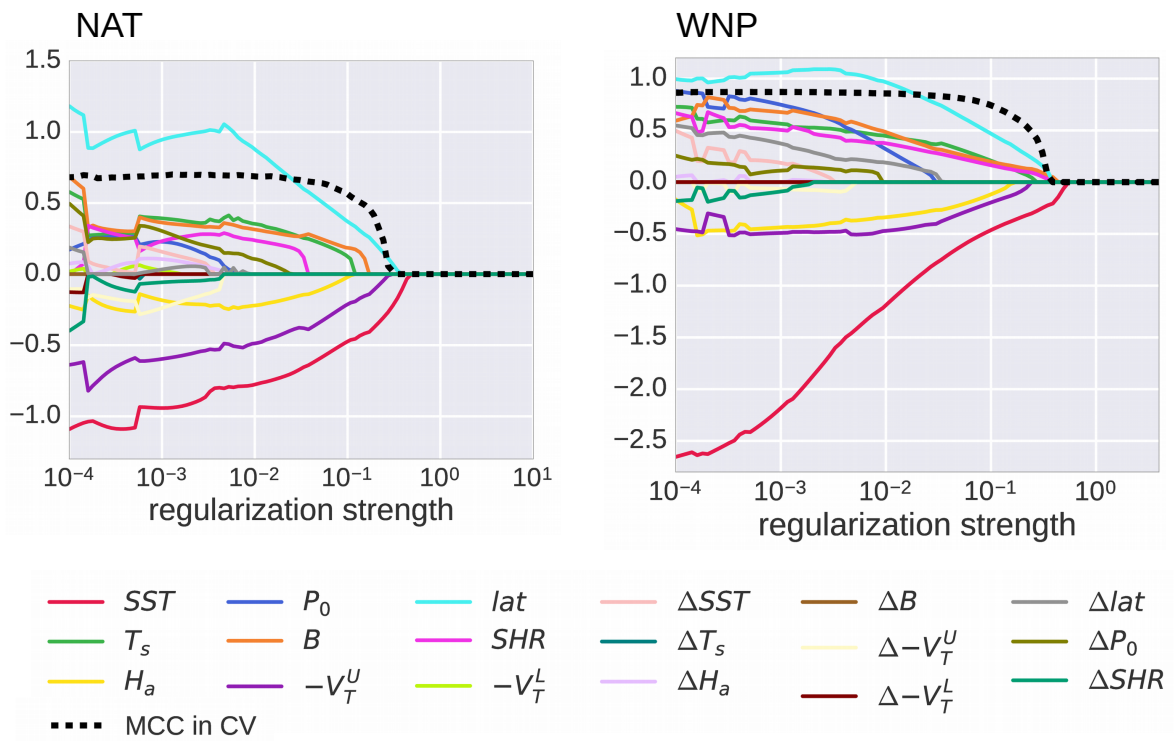 NAT WNP
1.5
1.0
0.5
0.0
−0.5
−1.0
10⁻⁴ 10⁻³ 10⁻² 10⁻¹ 10⁰ 10¹
regularization strength
1.0
0.5
0.0
−0.5
−1.0
−1.5
−2.0
−2.5
10⁻⁴ 10⁻³ 10⁻² 10⁻¹ 10⁰
regularization strength
SST P₀ lat ΔSST ΔB Δlat
Tₛ B SHR ΔTₛ Δ−V_T^U ΔP₀
Hₐ −V_T^U −V_T^L ΔHₐ Δ−V_T^L ΔSHR
MCC in CV